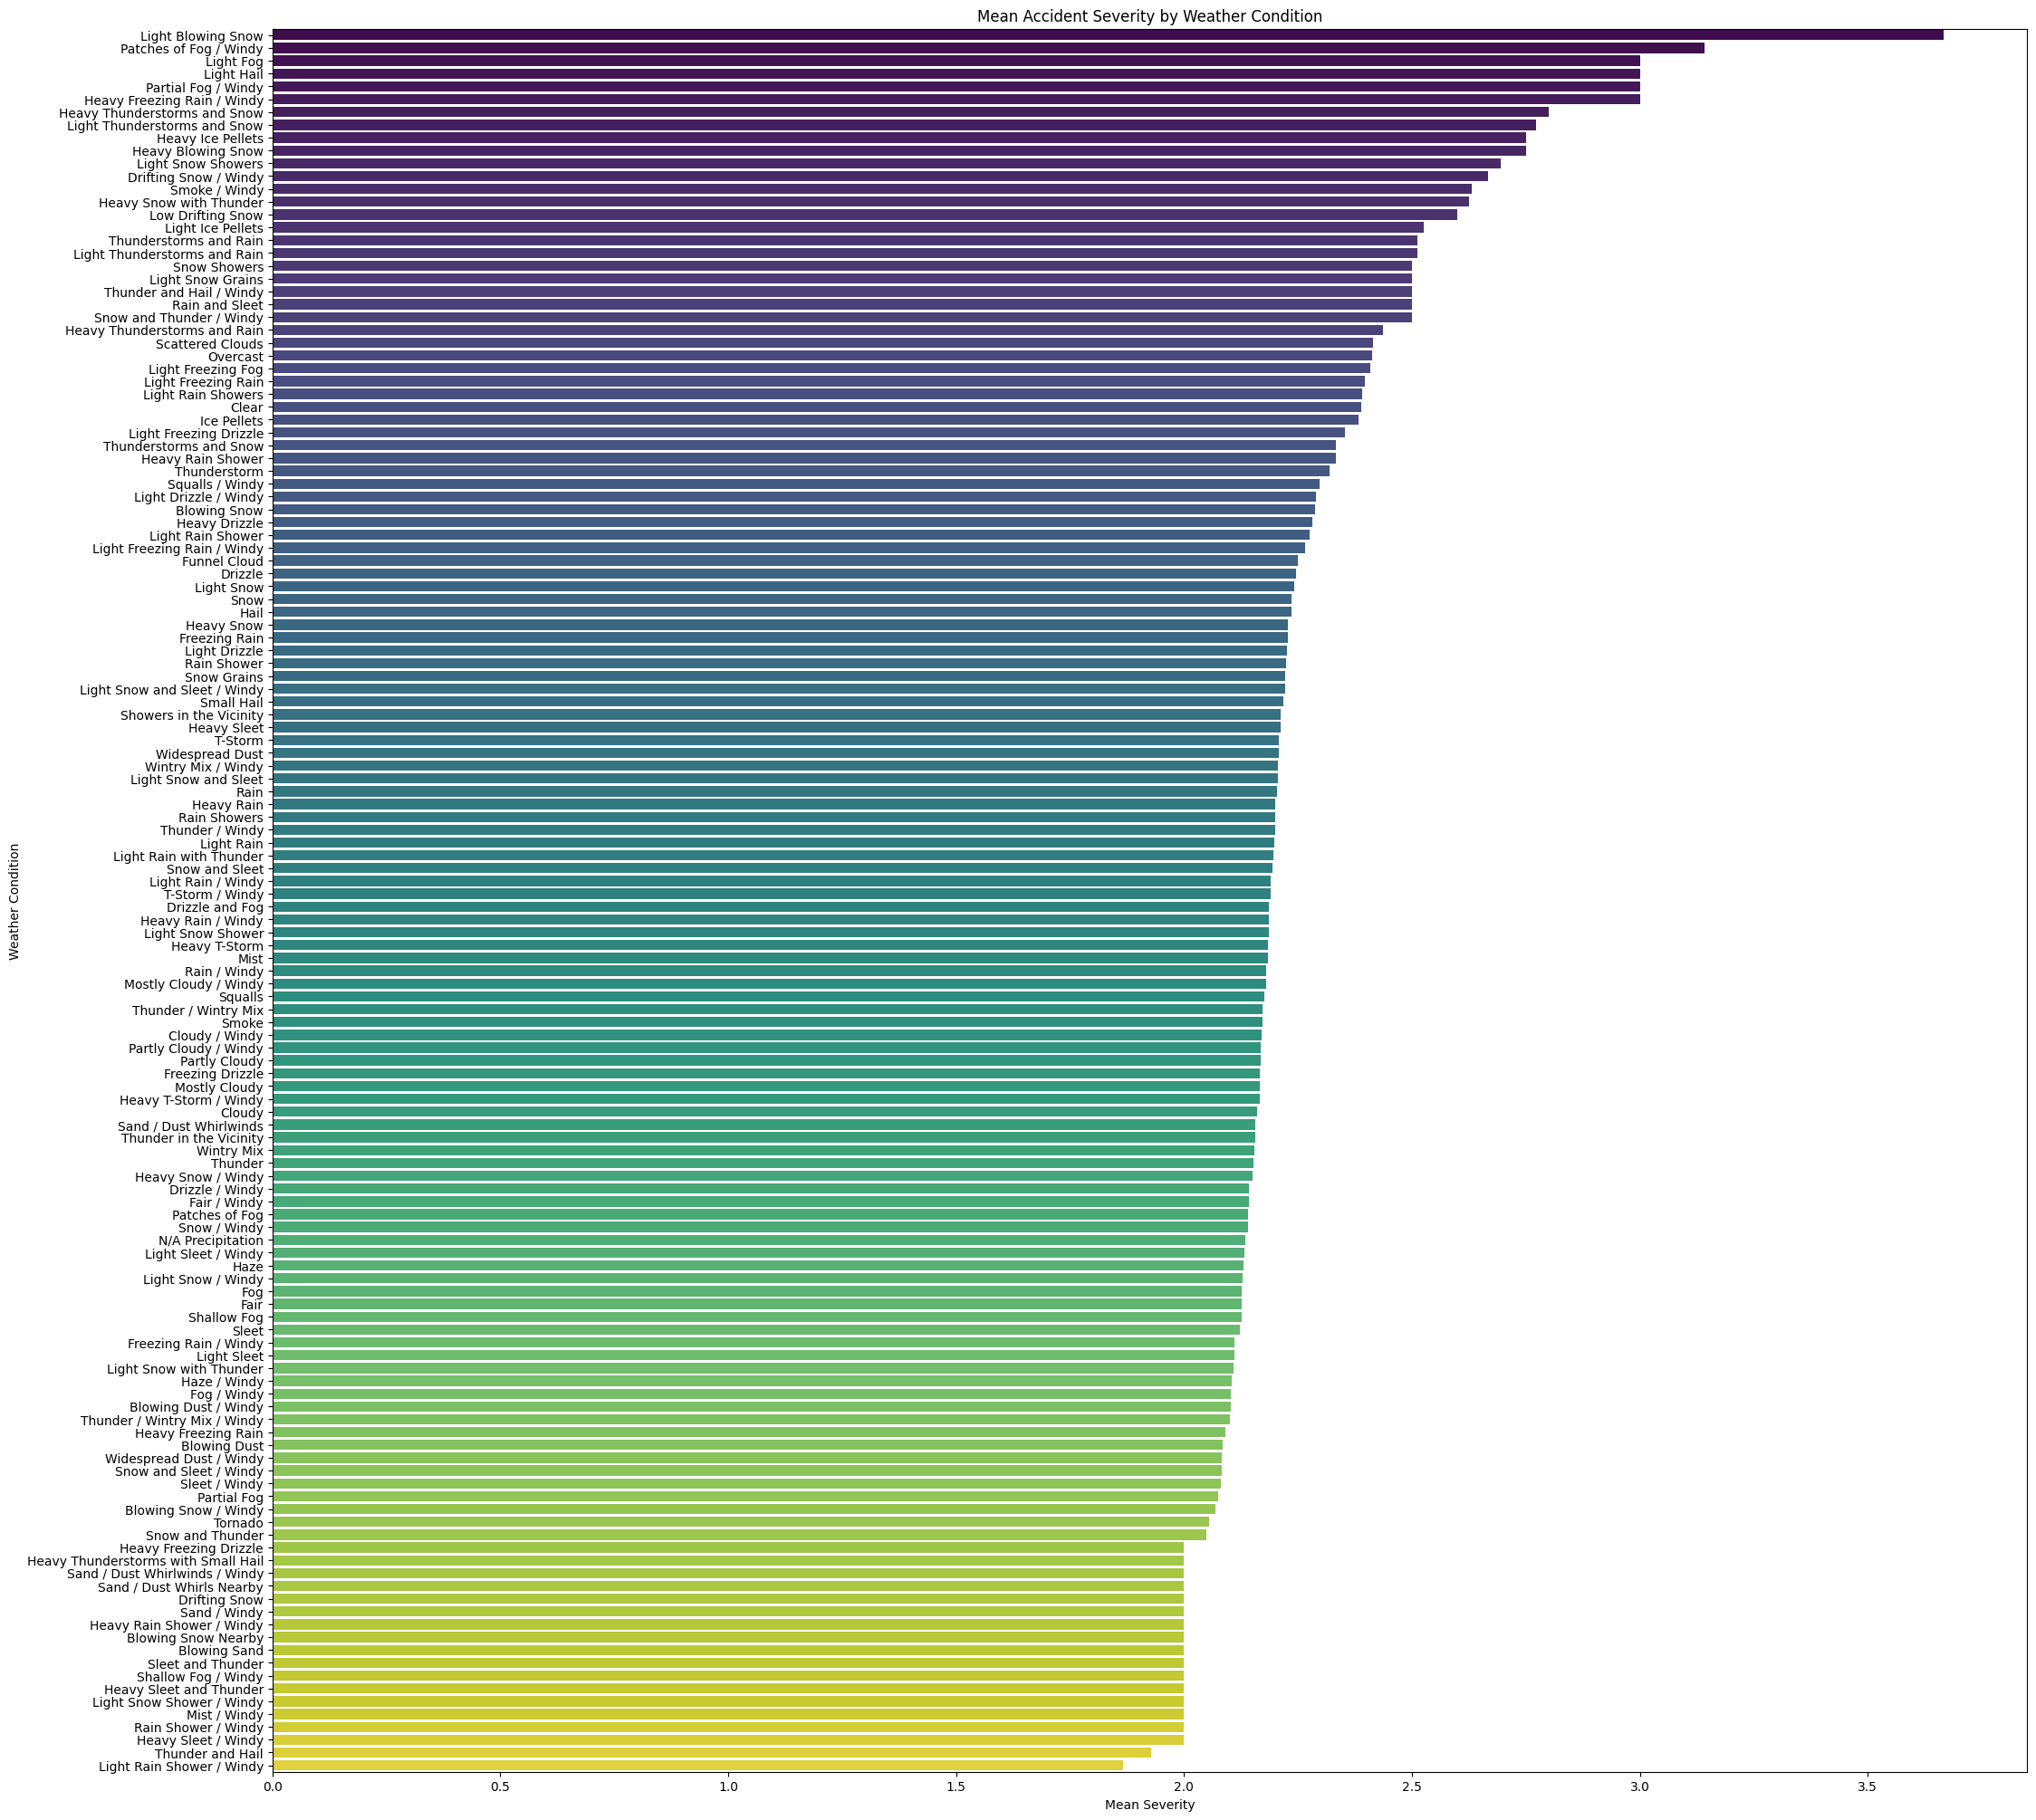 Mean Accident Severity by Weather Condition
Light Blowing Snow
Patches of Fog / Windy
Light Fog
Light Hail
Partial Fog / Windy
Heavy Freezing Rain / Windy
Heavy Thunderstorms and Snow
Light Thunderstorms and Snow
Heavy Ice Pellets
Heavy Blowing Snow
Light Snow Showers
Drifting Snow / Windy
Smoke / Windy
Heavy Snow with Thunder
Low Drifting Snow
Light Ice Pellets
Thunderstorms and Rain
Light Thunderstorms and Rain
Snow Showers
Light Snow Grains
Thunder and Hail / Windy
Rain and Sleet
Snow and Thunder / Windy
Heavy Thunderstorms and Rain
Scattered Clouds
Overcast
Light Freezing Fog
Light Freezing Rain
Light Rain Showers
Clear
Ice Pellets
Light Freezing Drizzle
Thunderstorms and Snow
Heavy Rain Shower
Thunderstorm
Squalls / Windy
Light Drizzle / Windy
Blowing Snow
Heavy Drizzle
Light Rain Shower
Light Freezing Rain / Windy
Funnel Cloud
Drizzle
Light Snow
Snow
Hail
Heavy Snow
Freezing Rain
Light Drizzle
Rain Shower
Snow Grains
Light Snow and Sleet / Windy
Small Hail
Showers in the Vicinity
Heavy Sleet
T-Storm
Widespread Dust
Wintry Mix / Windy
Light Snow and Sleet
Rain
Heavy Rain
Rain Showers
Thunder / Windy
Light Rain
Light Rain with Thunder
Snow and Sleet
Light Rain / Windy
T-Storm / Windy
Drizzle and Fog
Heavy Rain / Windy
Light Snow Shower
Heavy T-Storm
Mist
Rain / Windy
Mostly Cloudy / Windy
Squalls
Thunder / Wintry Mix
Smoke
Cloudy / Windy
Partly Cloudy / Windy
Partly Cloudy
Freezing Drizzle
Mostly Cloudy
Heavy T-Storm / Windy
Cloudy
Sand / Dust Whirlwinds
Thunder in the Vicinity
Wintry Mix
Thunder
Heavy Snow / Windy
Drizzle / Windy
Fair / Windy
Patches of Fog
Snow / Windy
N/A Precipitation
Light Sleet / Windy
Haze
Light Snow / Windy
Fog
Fair
Shallow Fog
Sleet
Freezing Rain / Windy
Light Sleet
Light Snow with Thunder
Haze / Windy
Fog / Windy
Blowing Dust / Windy
Thunder / Wintry Mix / Windy
Heavy Freezing Rain
Blowing Dust
Widespread Dust / Windy
Snow and Sleet / Windy
Sleet / Windy
Partial Fog
Blowing Snow / Windy
Tornado
Snow and Thunder
Heavy Freezing Drizzle
Heavy Thunderstorms with Small Hail
Sand / Dust Whirlwinds / Windy
Sand / Dust Whirls Nearby
Drifting Snow
Sand / Windy
Heavy Rain Shower / Windy
Blowing Snow Nearby
Blowing Sand
Sleet and Thunder
Shallow Fog / Windy
Heavy Sleet and Thunder
Light Snow Shower / Windy
Mist / Windy
Rain Shower / Windy
Heavy Sleet / Windy
Thunder and Hail
Light Rain Shower / Windy
Weather Condition
0.0 0.5 1.0 1.5 2.0 2.5 3.0 3.5
Mean Severity